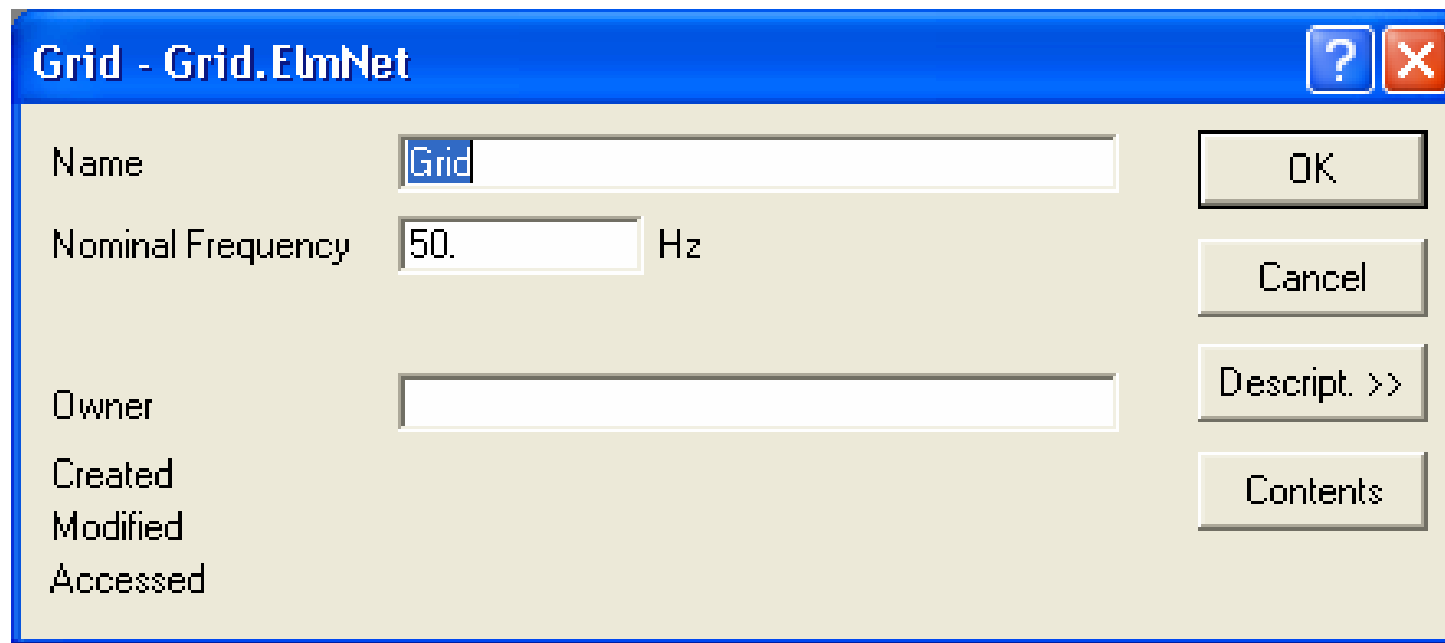 Grid - Grid.ElmNet
Name Grid OK
Nominal Frequency 50. Hz
Cancel
Owner Descript. >>
Created
Contents
Modified
Accessed